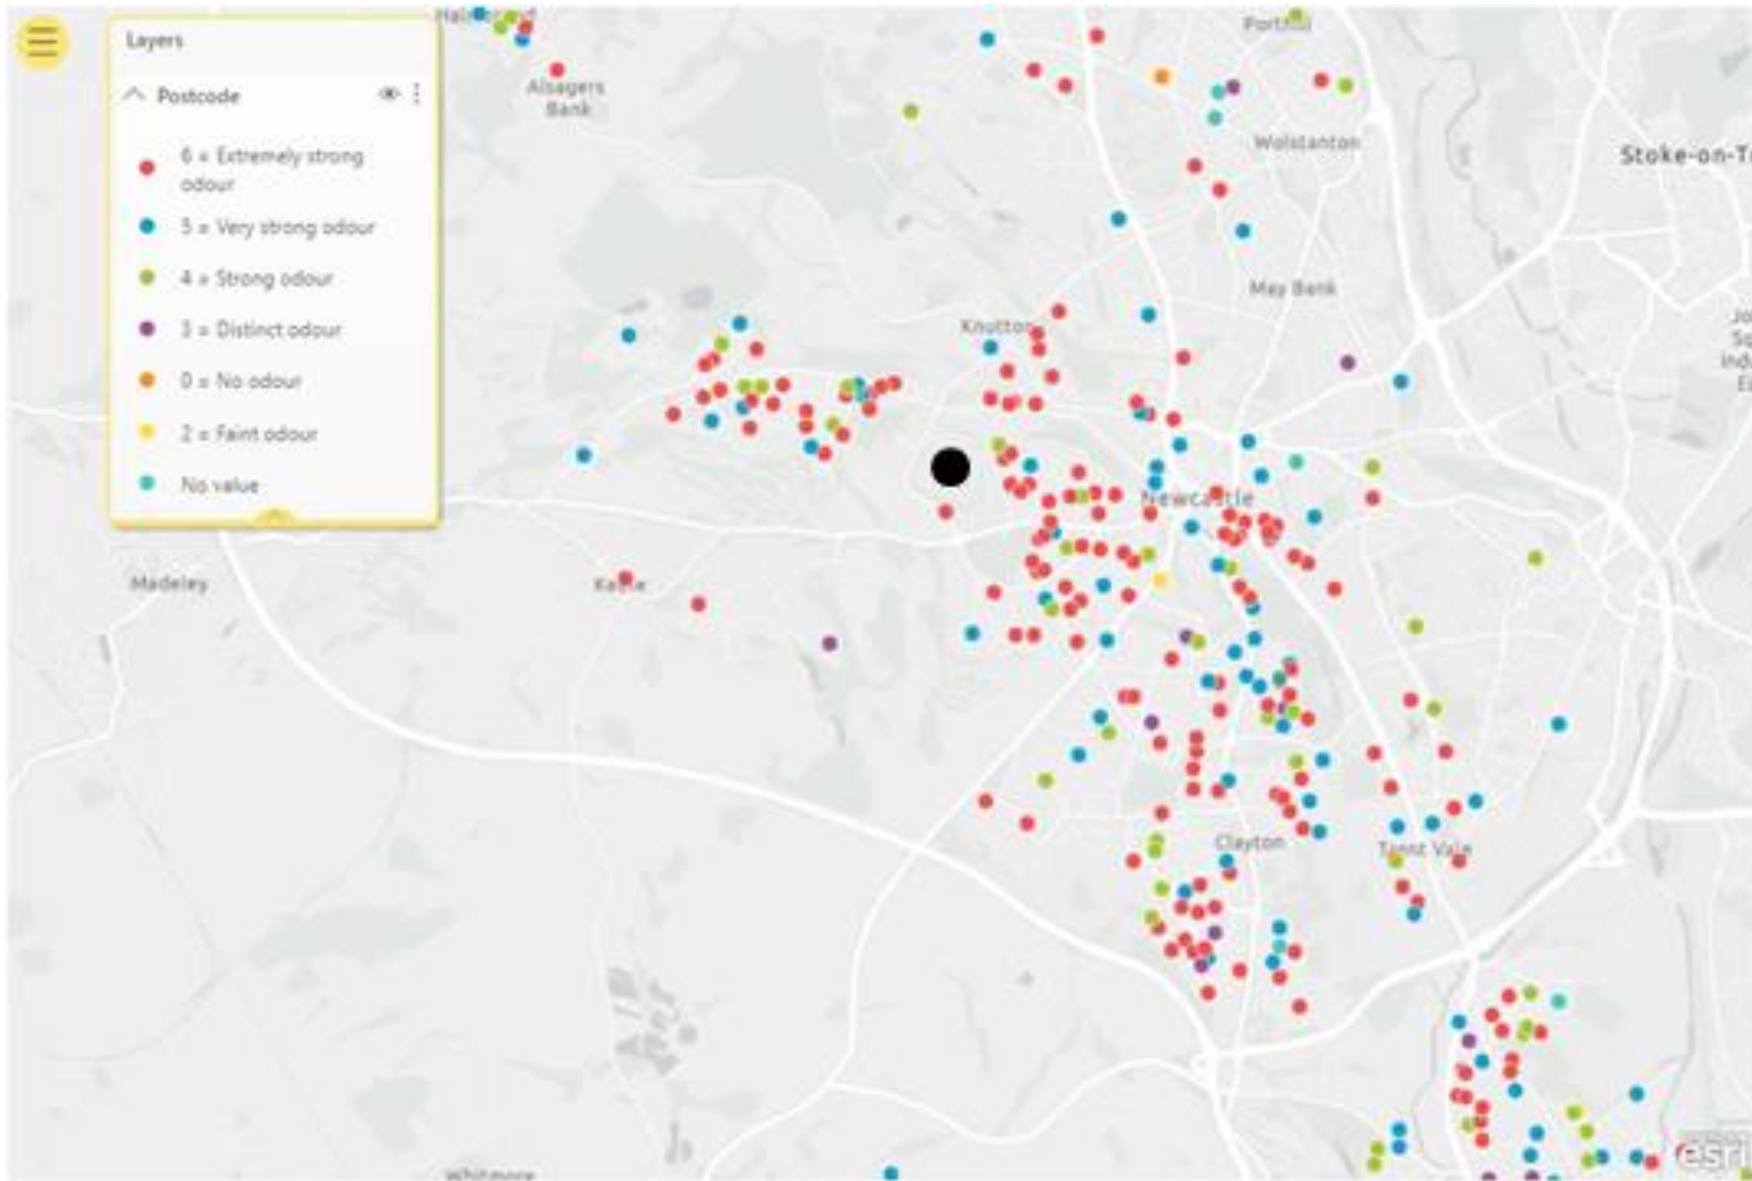 Layers
Postcode
6 = Extremely strong
odour
5 = Very strong odour
4 = Strong odour
3 = Distinct odour
0 = No odour
2 = Faint odour
No value
Alsagers
Bank
Porthill
Wolstanton
Stoke-on-T
May Bank
Knutton
Newcastle
Madeley
Keele
Clayton
Trent Vale
Whitmore
esri